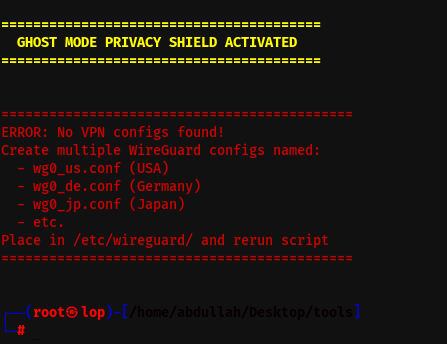 ========================================
GHOST MODE PRIVACY SHIELD ACTIVATED
========================================
============================================
ERROR: No VPN configs found!
Create multiple WireGuard configs named:
- wg0_us.conf (USA)
- wg0_de.conf (Germany)
- wg0_jp.conf (Japan)
- etc.
Place in /etc/wireguard/ and rerun script
============================================
┌──(root㉿lop)-[/home/abdullah/Desktop/tools]
└─#